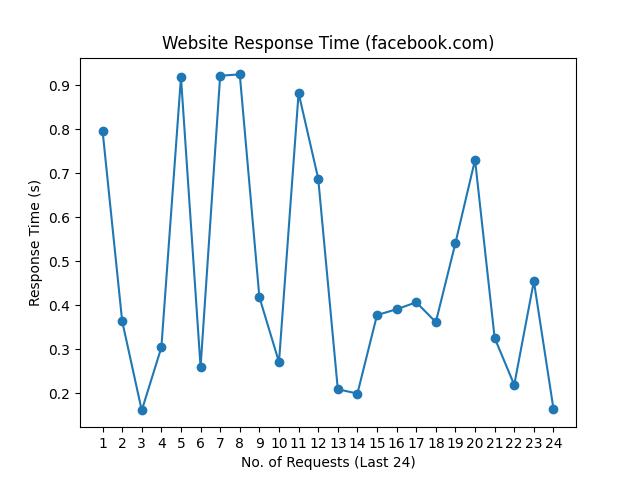 Website Response Time (facebook.com)
Response Time (s)
0.9
0.8
0.7
0.6
0.5
0.4
0.3
0.2
1 2 3 4 5 6 7 8 9 10 11 12 13 14 15 16 17 18 19 20 21 22 23 24
No. of Requests (Last 24)